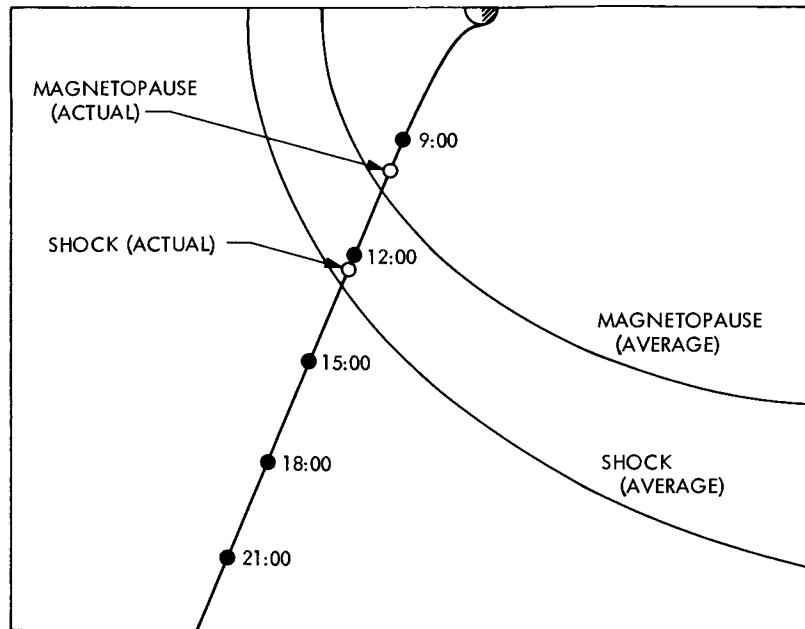 MAGNETOPAUSE
(ACTUAL)
9:00
SHOCK (ACTUAL)
12:00
MAGNETOPAUSE
(AVERAGE)
15:00
18:00
SHOCK
(AVERAGE)
21:00